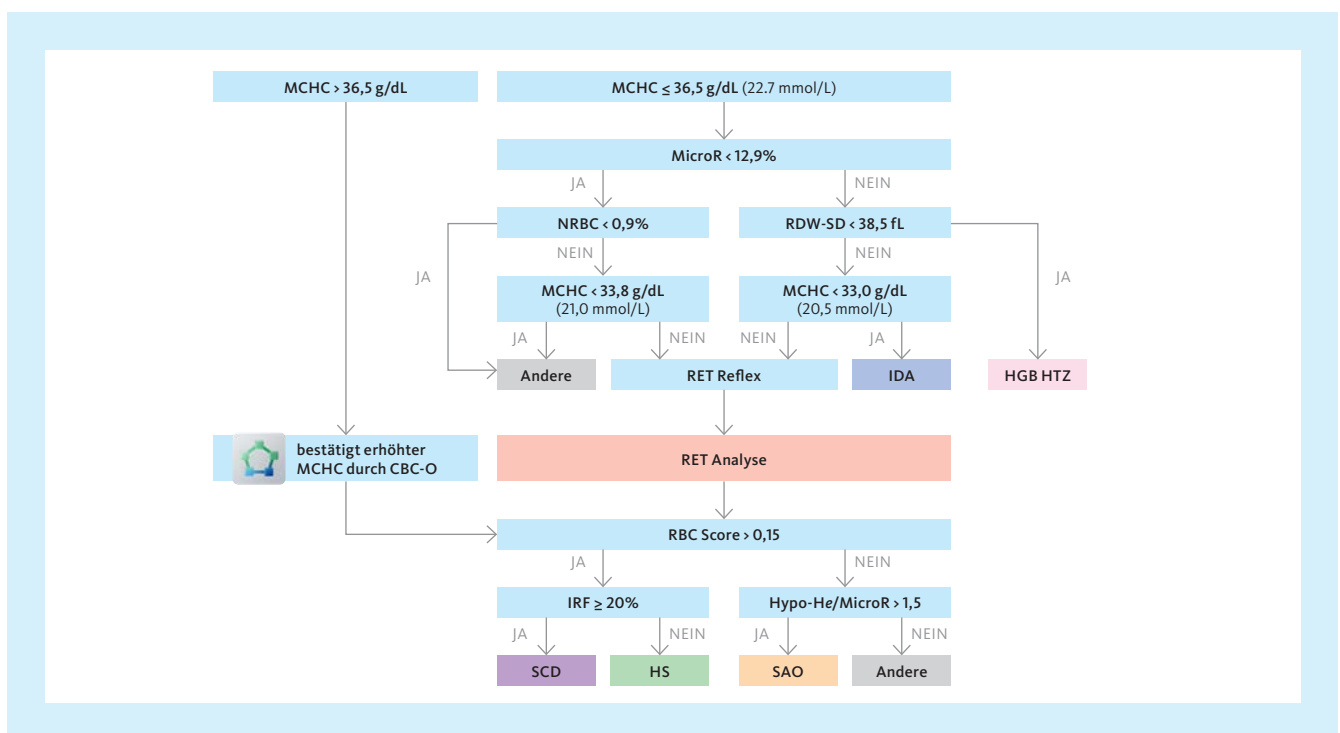 MCHC > 36,5 g/dL
MCHC ≤ 36,5 g/dL (22.7 mmol/L)
MicroR < 12,9%
JA
NEIN
NRBC < 0,9%
RDW-SD < 38,5 fL
JA
NEIN
NEIN
JA
MCHC < 33,8 g/dL
(21,0 mmol/L)
MCHC < 33,0 g/dL
(20,5 mmol/L)
JA
NEIN
NEIN
JA
Andere
RET Reflex
IDA
HGB HTZ
bestätigt erhöhter
MCHC durch CBC-O
RET Analyse
RBC Score > 0,15
JA
NEIN
IRF ≥ 20%
Hypo-He/MicroR > 1,5
JA
NEIN
JA
NEIN
SCD
HS
SAO
Andere